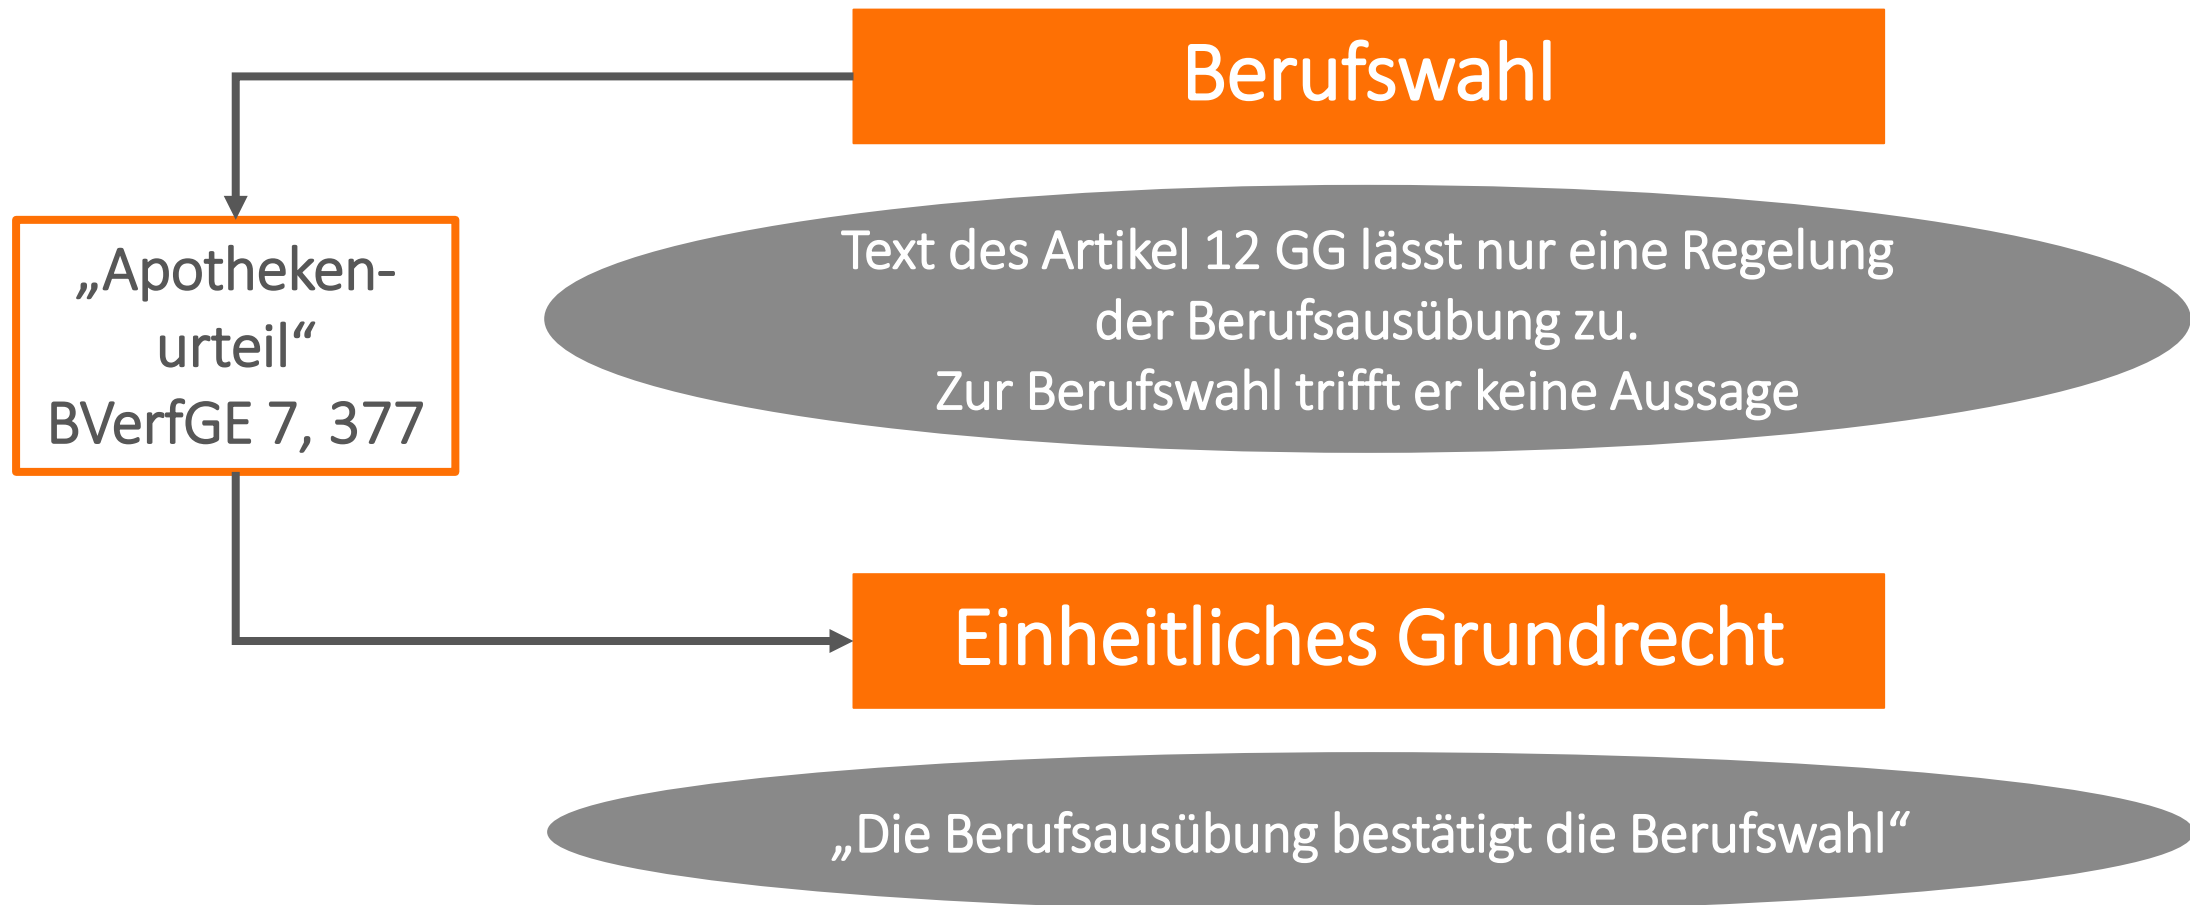 Berufswahl
„Apotheken-
urteil“
BVerfGE 7, 377
Text des Artikel 12 GG lässt nur eine Regelung
der Berufsausübung zu.
Zur Berufswahl trifft er keine Aussage
Einheitliches Grundrecht
„Die Berufsausübung bestätigt die Berufswahl“